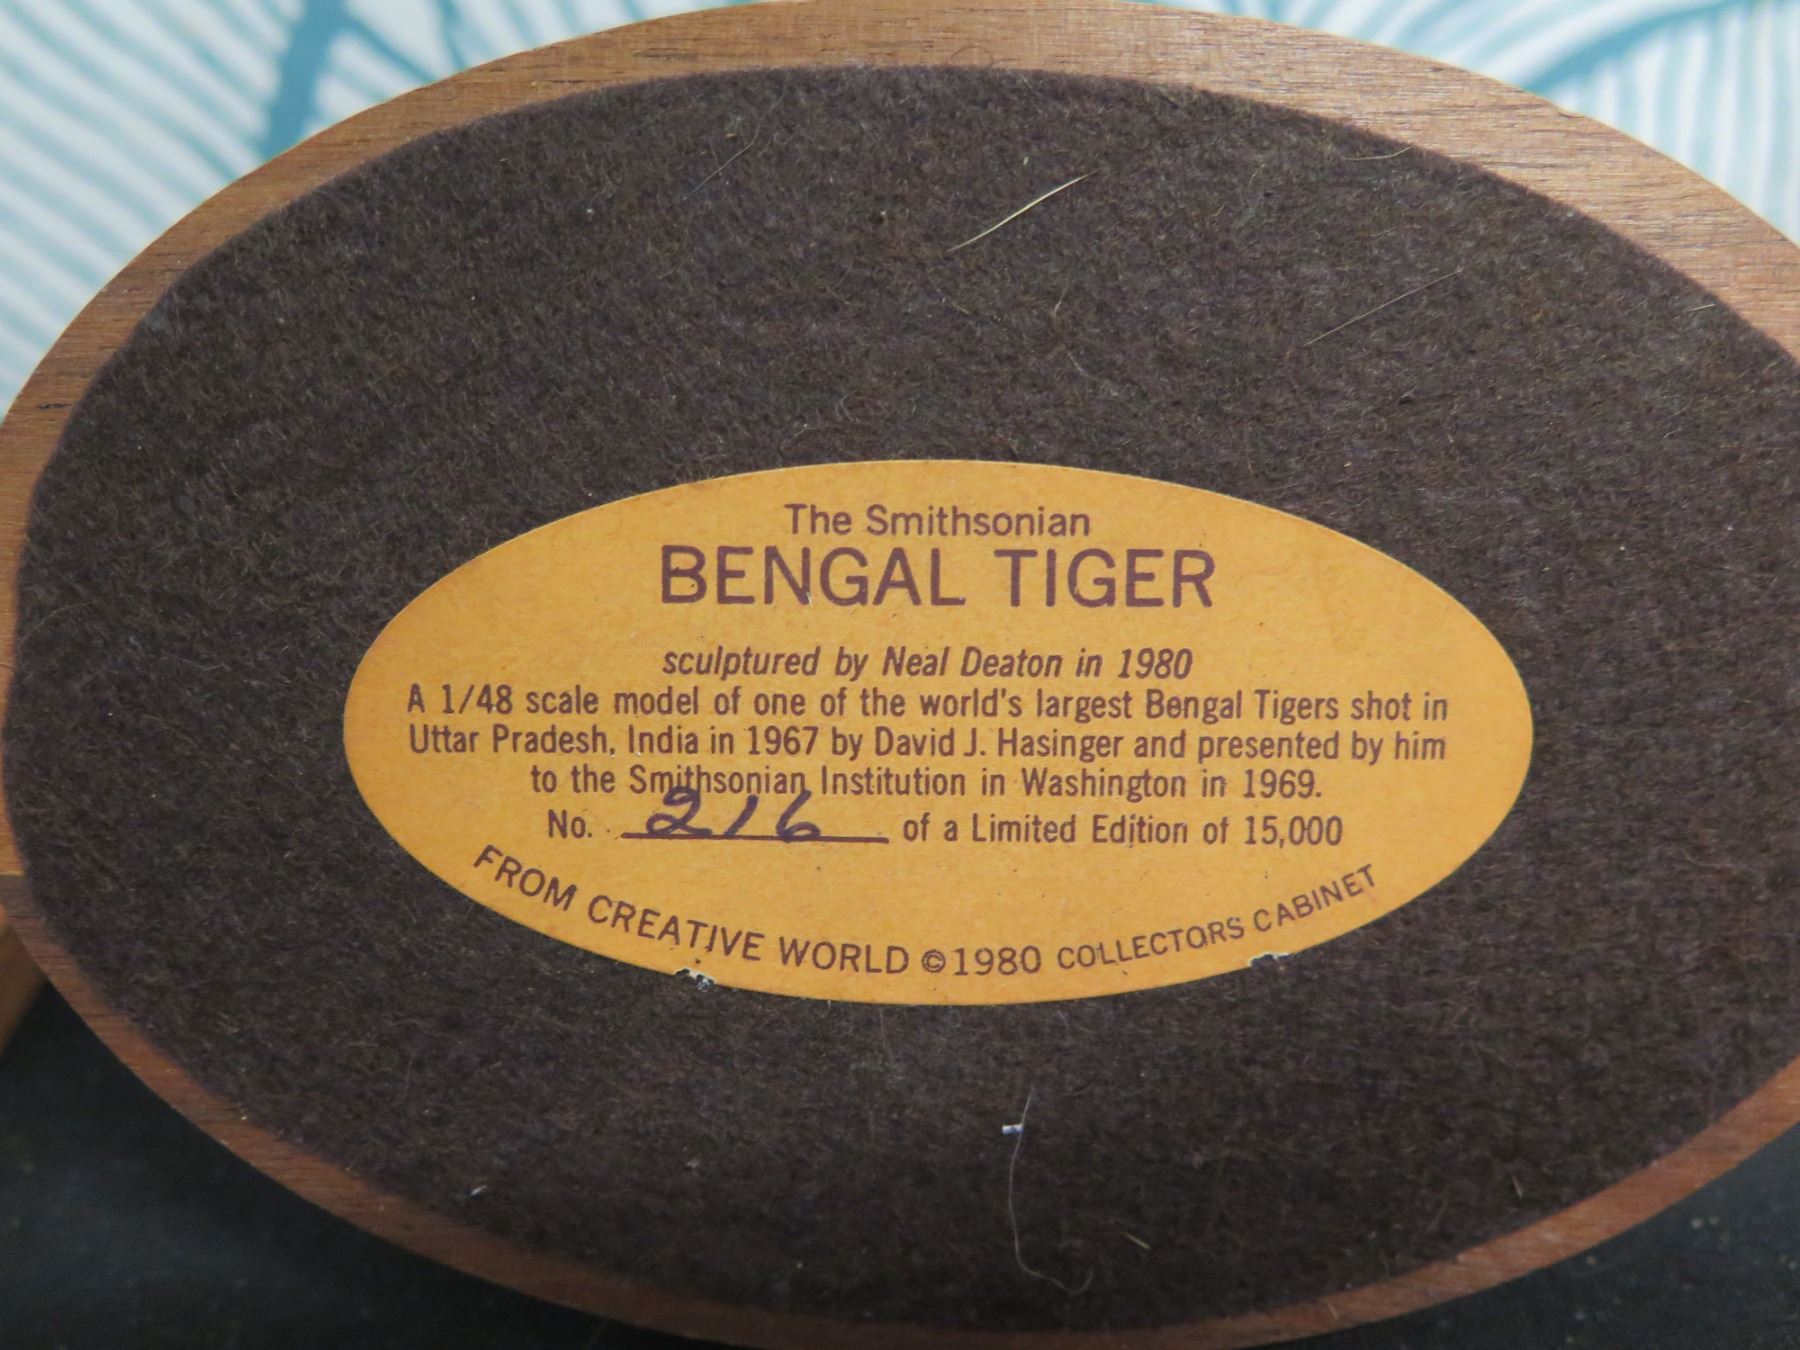 The Smithsonian
BENGAL TIGER
sculptured by Neal Deaton in 1980
A 1/48 scale model of one of the world's largest Bengal Tigers shot in
Uttar Pradesh, India in 1967 by David J. Hasinger and presented by him
to the Smithsonian Institution in Washington in 1969.
No. 216 of a Limited Edition of 15,000
FROM CREATIVE WORLD ©1980 COLLECTORS CABINET